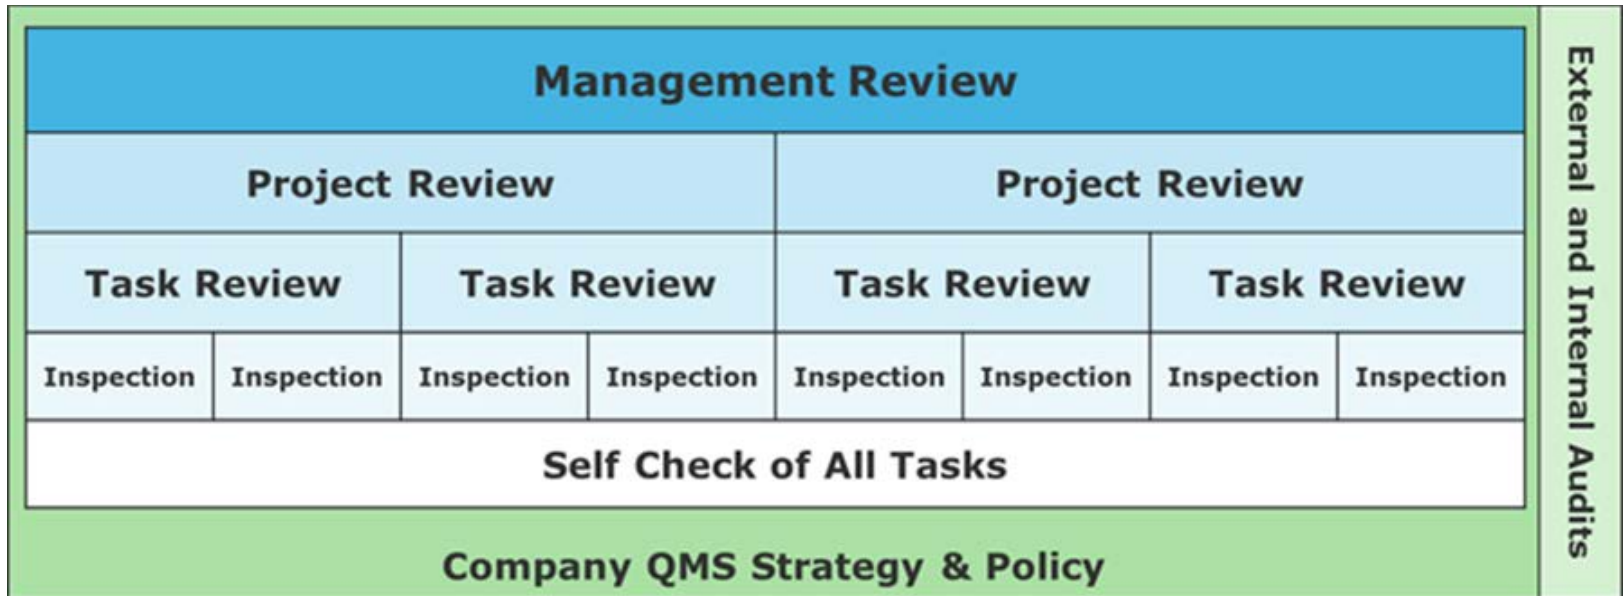 Management Review
Project Review
Project Review
Task Review
Task Review
Task Review
Task Review
Inspection
Inspection
Inspection
Inspection
Inspection
Inspection
Inspection
Inspection
Self Check of All Tasks
Company QMS Strategy & Policy
External and Internal Audits